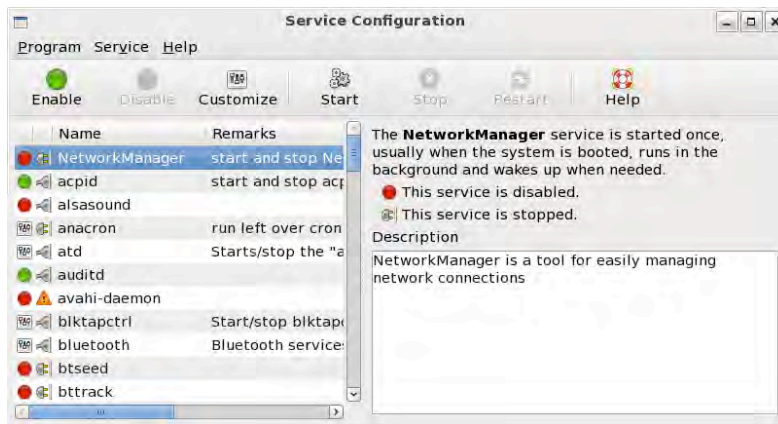 Service Configuration
Program Service Help
Enable Disable Customize Start Stop Restart Help
Name Remarks
NetworkManager start and stop Ne
acpid start and stop acp
alsasound
anacron run left over cron
atd Starts/stop the "a
auditd
avahi-daemon
blktapctrl Start/stop blktap
bluetooth Bluetooth service
btseed
bttrack
The NetworkManager service is started once,
usually when the system is booted, runs in the
background and wakes up when needed.
This service is disabled.
This service is stopped.
Description
NetworkManager is a tool for easily managing
network connections